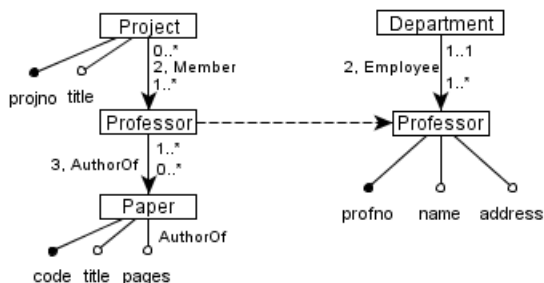 Project
Department
0..*
2, Member
1..*
1..1
2, Employee
1..*
projno title
Professor
Professor
1..*
3, AuthorOf
0..*
Paper
AuthorOf
profno name address
code title pages